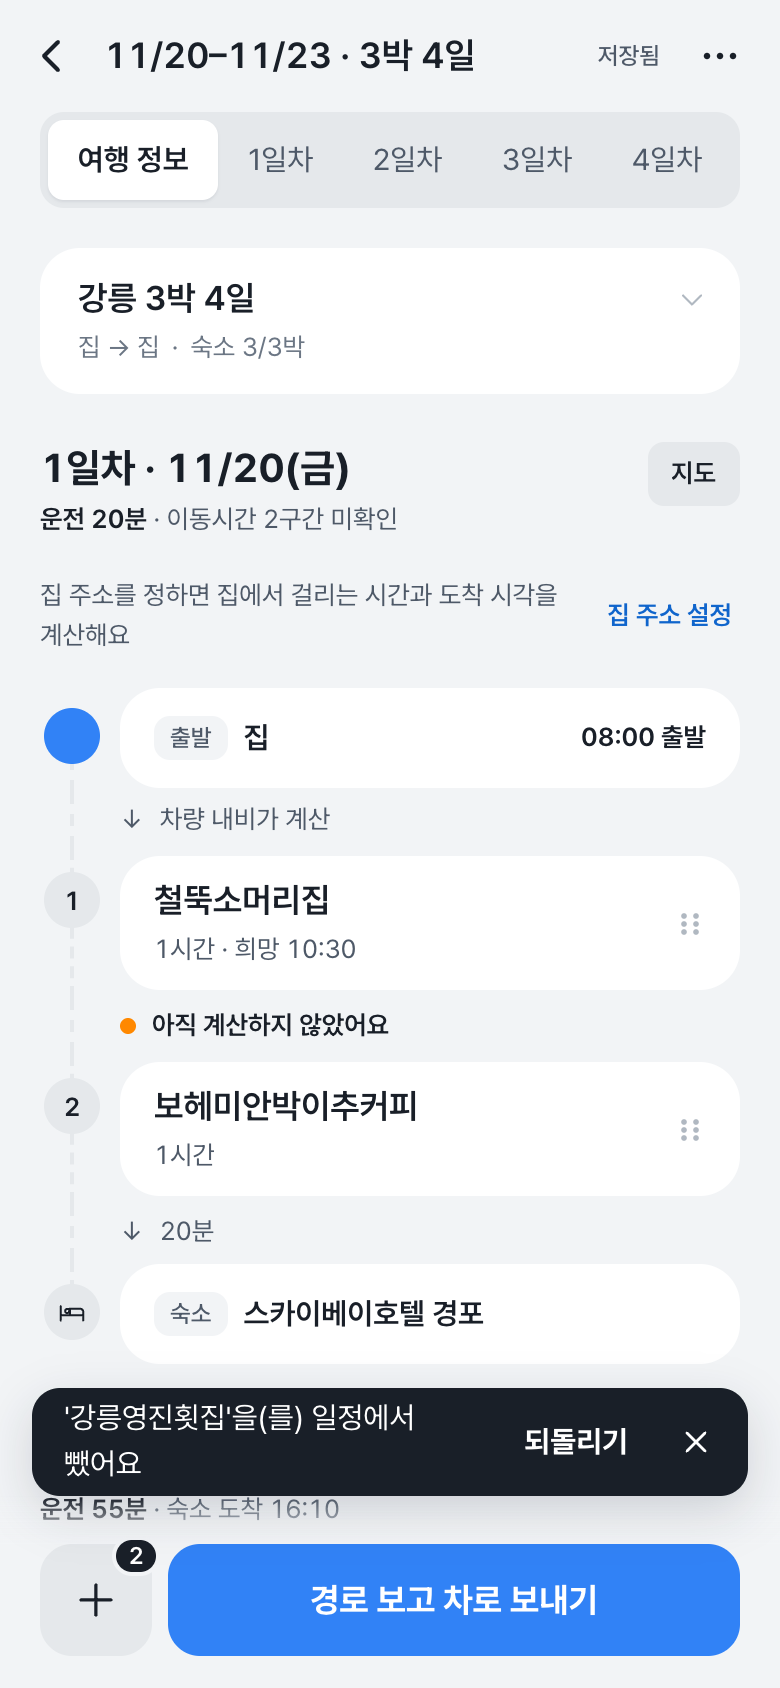 11/20–11/23 · 3박 4일
저장됨
여행 정보
1일차
2일차
3일차
4일차
강릉 3박 4일
집 → 집 · 숙소 3/3박
1일차 · 11/20(금)
지도
운전 20분 · 이동시간 2구간 미확인
집 주소를 정하면 집에서 걸리는 시간과 도착 시각을
계산해요
집 주소 설정
출발 집 08:00 출발
↓ 차량 내비가 계산
1
철뚝소머리집
1시간 · 희망 10:30
아직 계산하지 않았어요
2
보헤미안박이추커피
1시간
↓ 20분
숙소 스카이베이호텔 경포
'강릉영진횟집'을(를) 일정에서
뺐어요
되돌리기
운전 55분 · 숙소 도착 16:10
2
경로 보고 차로 보내기